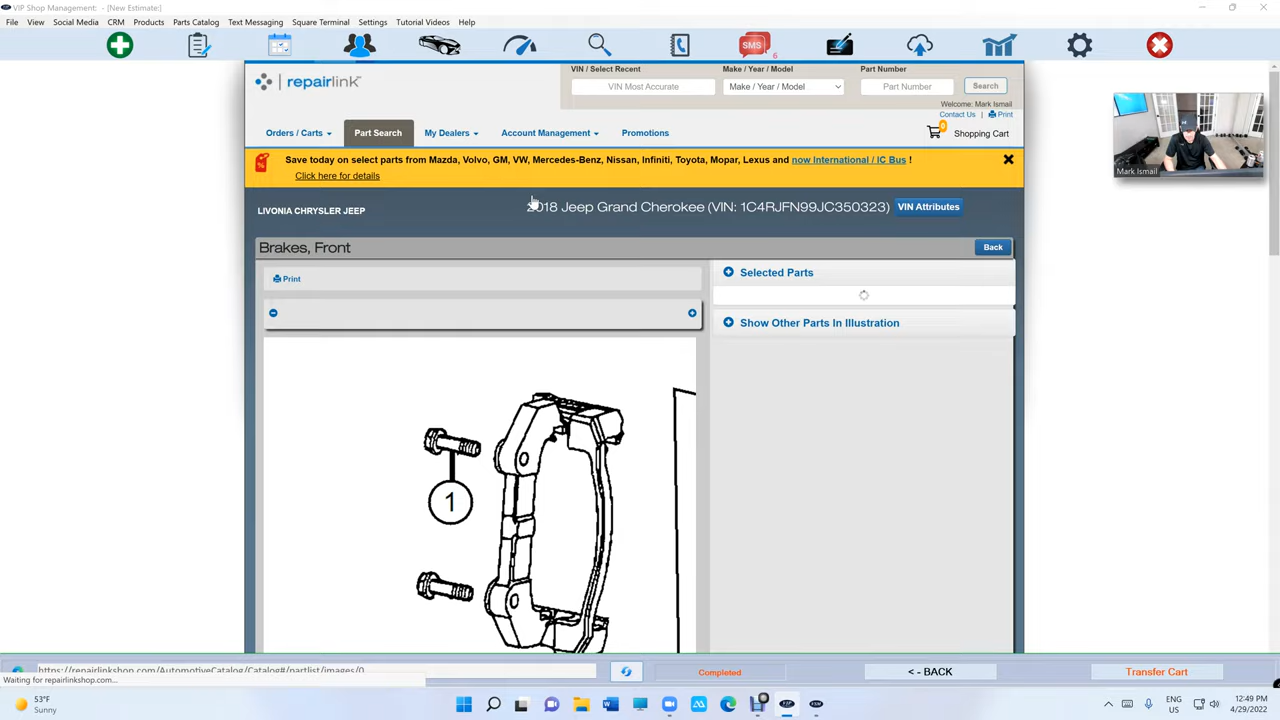 VIP Shop Management: - [New Estimate:]
File View Social Media CRM Products Parts Catalog Text Messaging Square Terminal Settings Tutorial Videos Help
SMS 6
repairlink
VIN / Select Recent Make / Year / Model Part Number
VIN Most Accurate Make / Year / Model Part Number Search
Welcome: Mark Ismail
Contact Us Print
Orders / Carts Part Search My Dealers Account Management Promotions 0 Shopping Cart
Save today on select parts from Mazda, Volvo, GM, VW, Mercedes-Benz, Nissan, Infiniti, Toyota, Mopar, Lexus and now International / IC Bus !
Click here for details
LIVONIA CHRYSLER JEEP 2018 Jeep Grand Cherokee (VIN: 1C4RJFN99JC350323) VIN Attributes
Brakes, Front Back
Print Selected Parts
Show Other Parts In Illustration
1
Mark Ismail
https://repairlinkshop.com/AutomotiveCatalog/Catalog#/partlist/images/0 Completed < - BACK Transfer Cart
Waiting for repairlinkshop.com...
53°F
Sunny
ENG
US
12:49 PM
4/29/2022